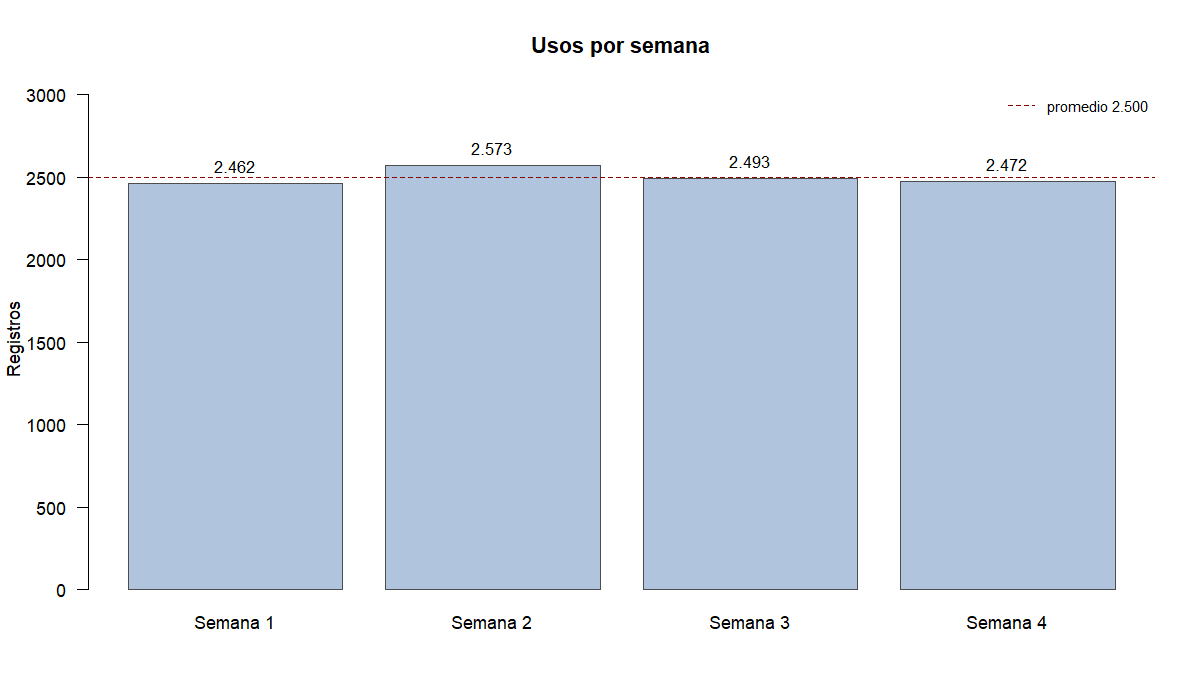 Usos por semana
promedio 2.500
Registros
3000
2500
2000
1500
1000
500
0
2.462
2.573
2.493
2.472
Semana 1
Semana 2
Semana 3
Semana 4